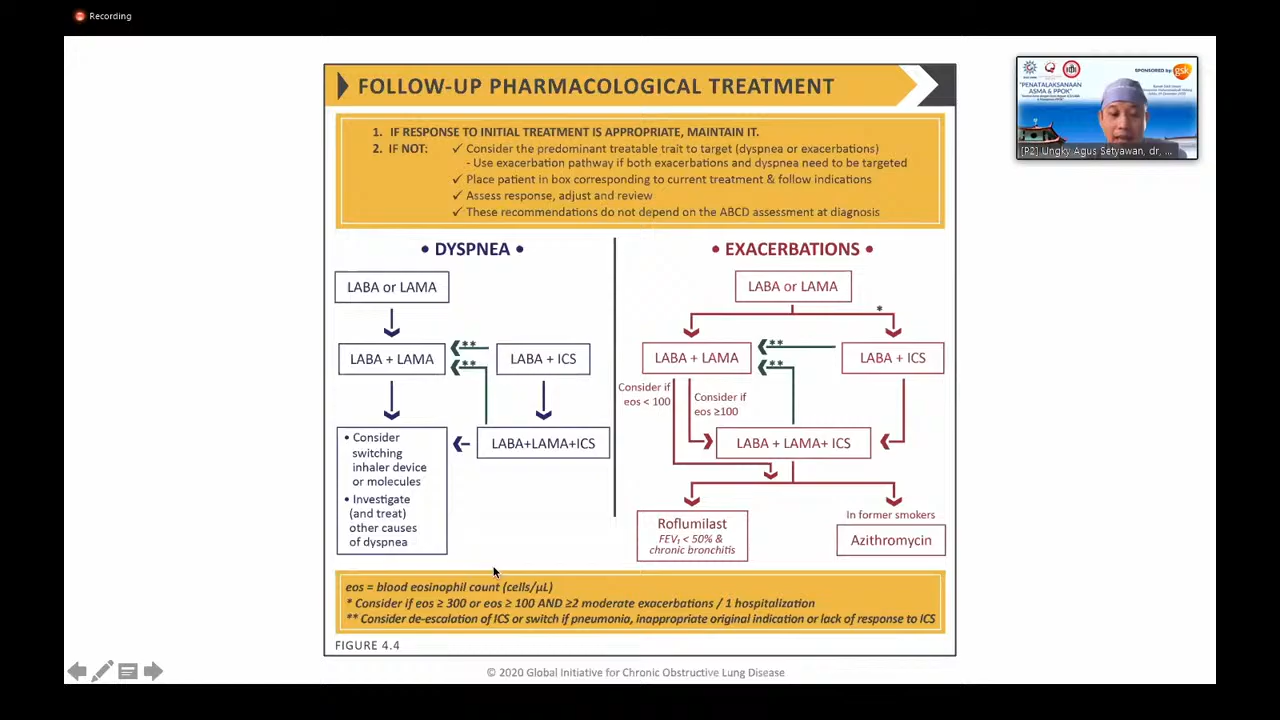 Recording
FOLLOW-UP PHARMACOLOGICAL TREATMENT
1. IF RESPONSE TO INITIAL TREATMENT IS APPROPRIATE, MAINTAIN IT.
2. IF NOT: ✓ Consider the predominant treatable trait to target (dyspnea or exacerbations)
- Use exacerbation pathway if both exacerbations and dyspnea need to be targeted
✓ Place patient in box corresponding to current treatment & follow indications
✓ Assess response, adjust and review
✓ These recommendations do not depend on the ABCD assessment at diagnosis
• DYSPNEA •
LABA or LAMA
LABA + LAMA
**
**
LABA + ICS
• Consider
switching
inhaler device
or molecules
• Investigate
(and treat)
other causes
of dyspnea
LABA+LAMA+ICS
• EXACERBATIONS •
LABA or LAMA
*
LABA + LAMA
**
**
LABA + ICS
Consider if
eos < 100
Consider if
eos ≥100
LABA + LAMA+ ICS
Roflumilast
FEV₁ < 50% &
chronic bronchitis
In former smokers
Azithromycin
eos = blood eosinophil count (cells/μL)
* Consider if eos ≥ 300 or eos ≥ 100 AND ≥2 moderate exacerbations / 1 hospitalization
** Consider de-escalation of ICS or switch if pneumonia, inappropriate original indication or lack of response to ICS
FIGURE 4.4
© 2020 Global Initiative for Chronic Obstructive Lung Disease
SPONSORED by:
gsk
"PENATALAKSANAAN
ASMA & PPOK"
[P2] Ungky Agus Setyawan, dr, ...